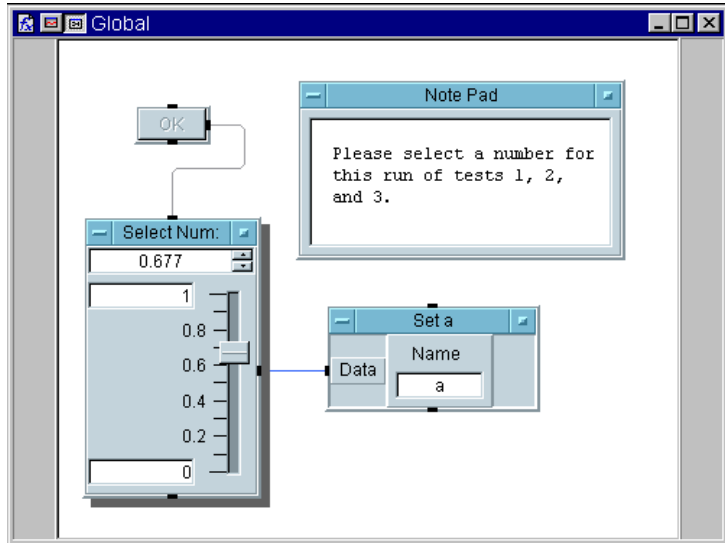 Global
OK
Note Pad
Please select a number for
this run of tests 1, 2,
and 3.
Select Num:
0.677
1
0.8
0.6
0.4
0.2
0
Set a
Data
Name
a